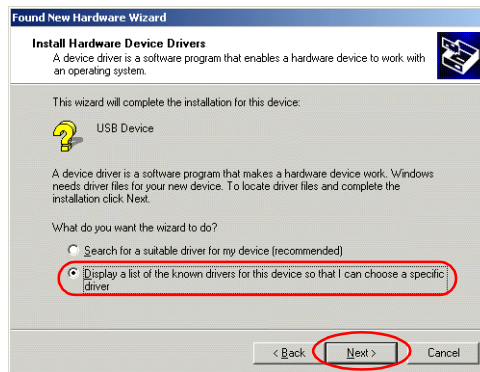 Found New Hardware Wizard
Install Hardware Device Drivers
A device driver is a software program that enables a hardware device to work with
an operating system.
This wizard will complete the installation for this device:
USB Device
A device driver is a software program that makes a hardware device work. Windows
needs driver files for your new device. To locate driver files and complete the
installation click Next.
What do you want the wizard to do?
Search for a suitable driver for my device (recommended)
Display a list of the known drivers for this device so that I can choose a specific
driver
< Back
Next >
Cancel